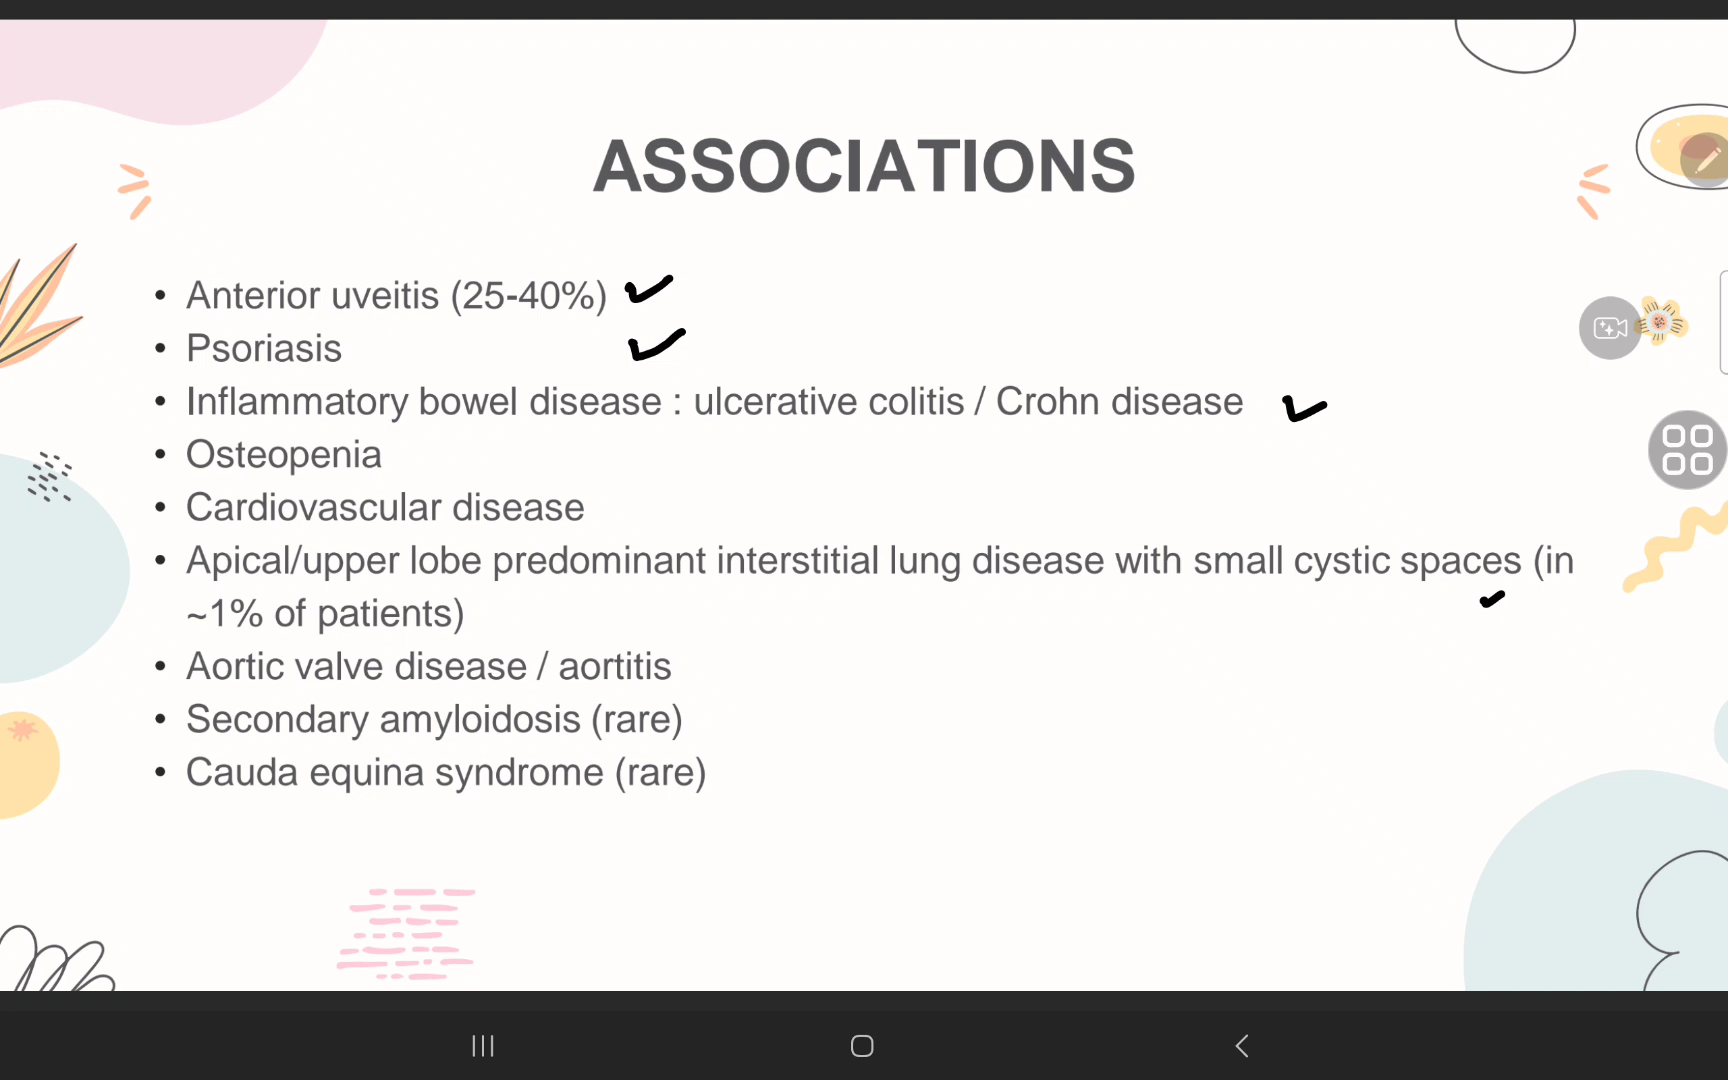 ASSOCIATIONS
• Anterior uveitis (25-40%)
• Psoriasis
• Inflammatory bowel disease : ulcerative colitis / Crohn disease
• Osteopenia
• Cardiovascular disease
• Apical/upper lobe predominant interstitial lung disease with small cystic spaces (in
~1% of patients)
• Aortic valve disease / aortitis
• Secondary amyloidosis (rare)
• Cauda equina syndrome (rare)